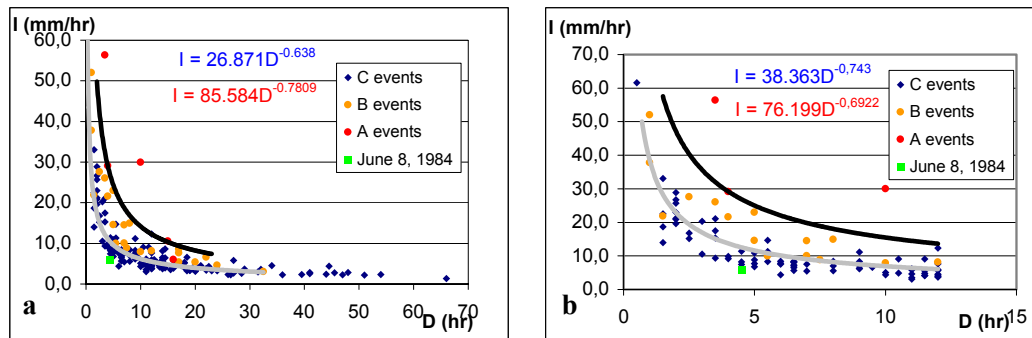 I (mm/hr)
60,0
50,0
40,0
30,0
20,0
10,0
0,0
I = 26.871D-0.638
I = 85.584D-0.7809
C events
B events
A events
June 8, 1984
0 10 20 30 40 50 60 70
a
D (hr)
I (mm/hr)
70,0
60,0
50,0
40,0
30,0
20,0
10,0
0,0
I = 38.363D-0,743
I = 76.199D-0,6922
C events
B events
A events
June 8, 1984
0 5 10 15
b
D (hr)